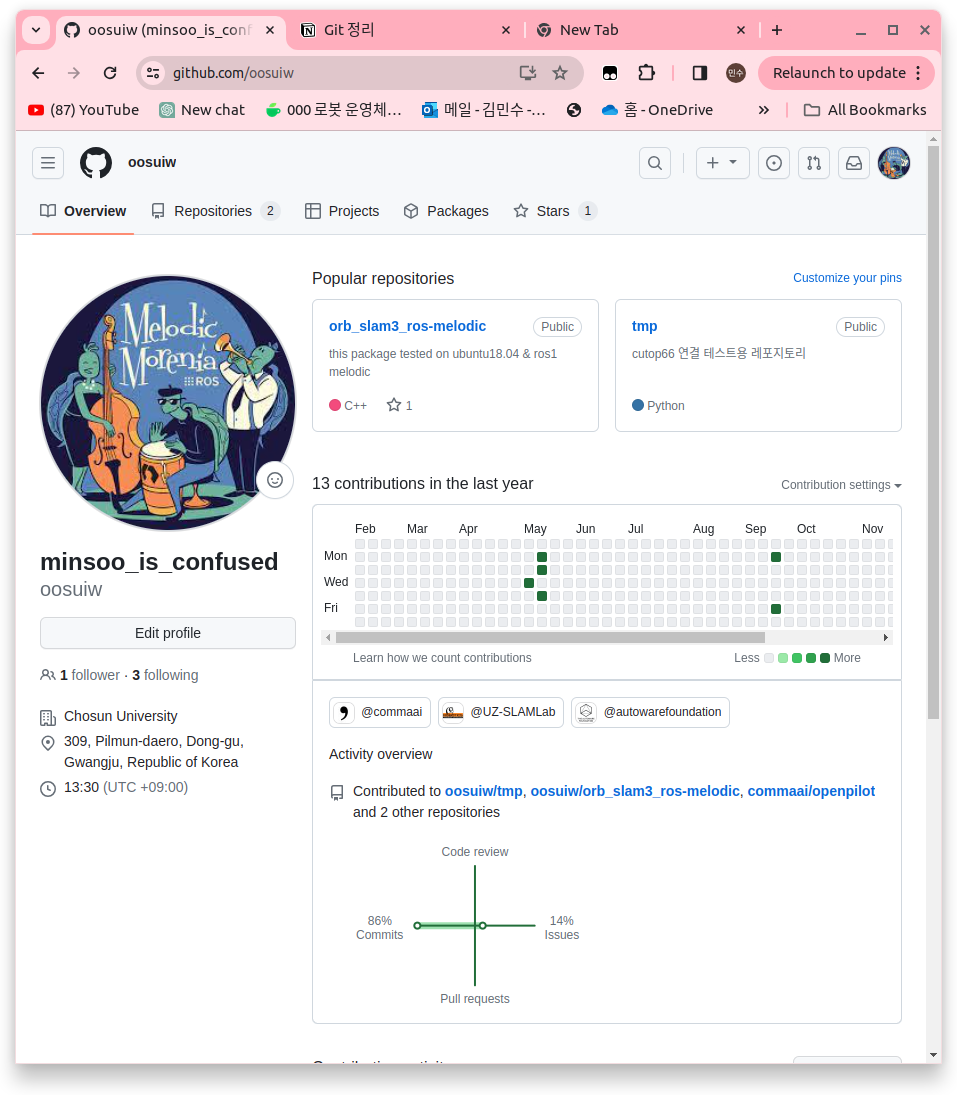 oosuiw (minsoo_is_conf
Git 정리
New Tab
github.com/oosuiw
민수
Relaunch to update
(87) YouTube
New chat
000 로봇 운영체…
메일 - 김민수 -…
홈 - OneDrive
All Bookmarks
oosuiw
Overview
Repositories 2
Projects
Packages
Stars 1
Melodic
Morenia
ROS
minsoo_is_confused
oosuiw
Edit profile
1 follower · 3 following
Chosun University
309, Pilmun-daero, Dong-gu,
Gwangju, Republic of Korea
13:30 (UTC +09:00)
Popular repositories
Customize your pins
orb_slam3_ros-melodic
Public
this package tested on ubuntu18.04 & ros1
melodic
C++ 1
tmp
Public
cutop66 연결 테스트용 레포지토리
Python
13 contributions in the last year
Contribution settings
Feb Mar Apr May Jun Jul Aug Sep Oct Nov
Mon
Wed
Fri
Learn how we count contributions
Less More
@commaai
@UZ-SLAMLab
@autowarefoundation
Activity overview
Contributed to oosuiw/tmp, oosuiw/orb_slam3_ros-melodic, commaai/openpilot
and 2 other repositories
Code review
86%
Commits
14%
Issues
Pull requests